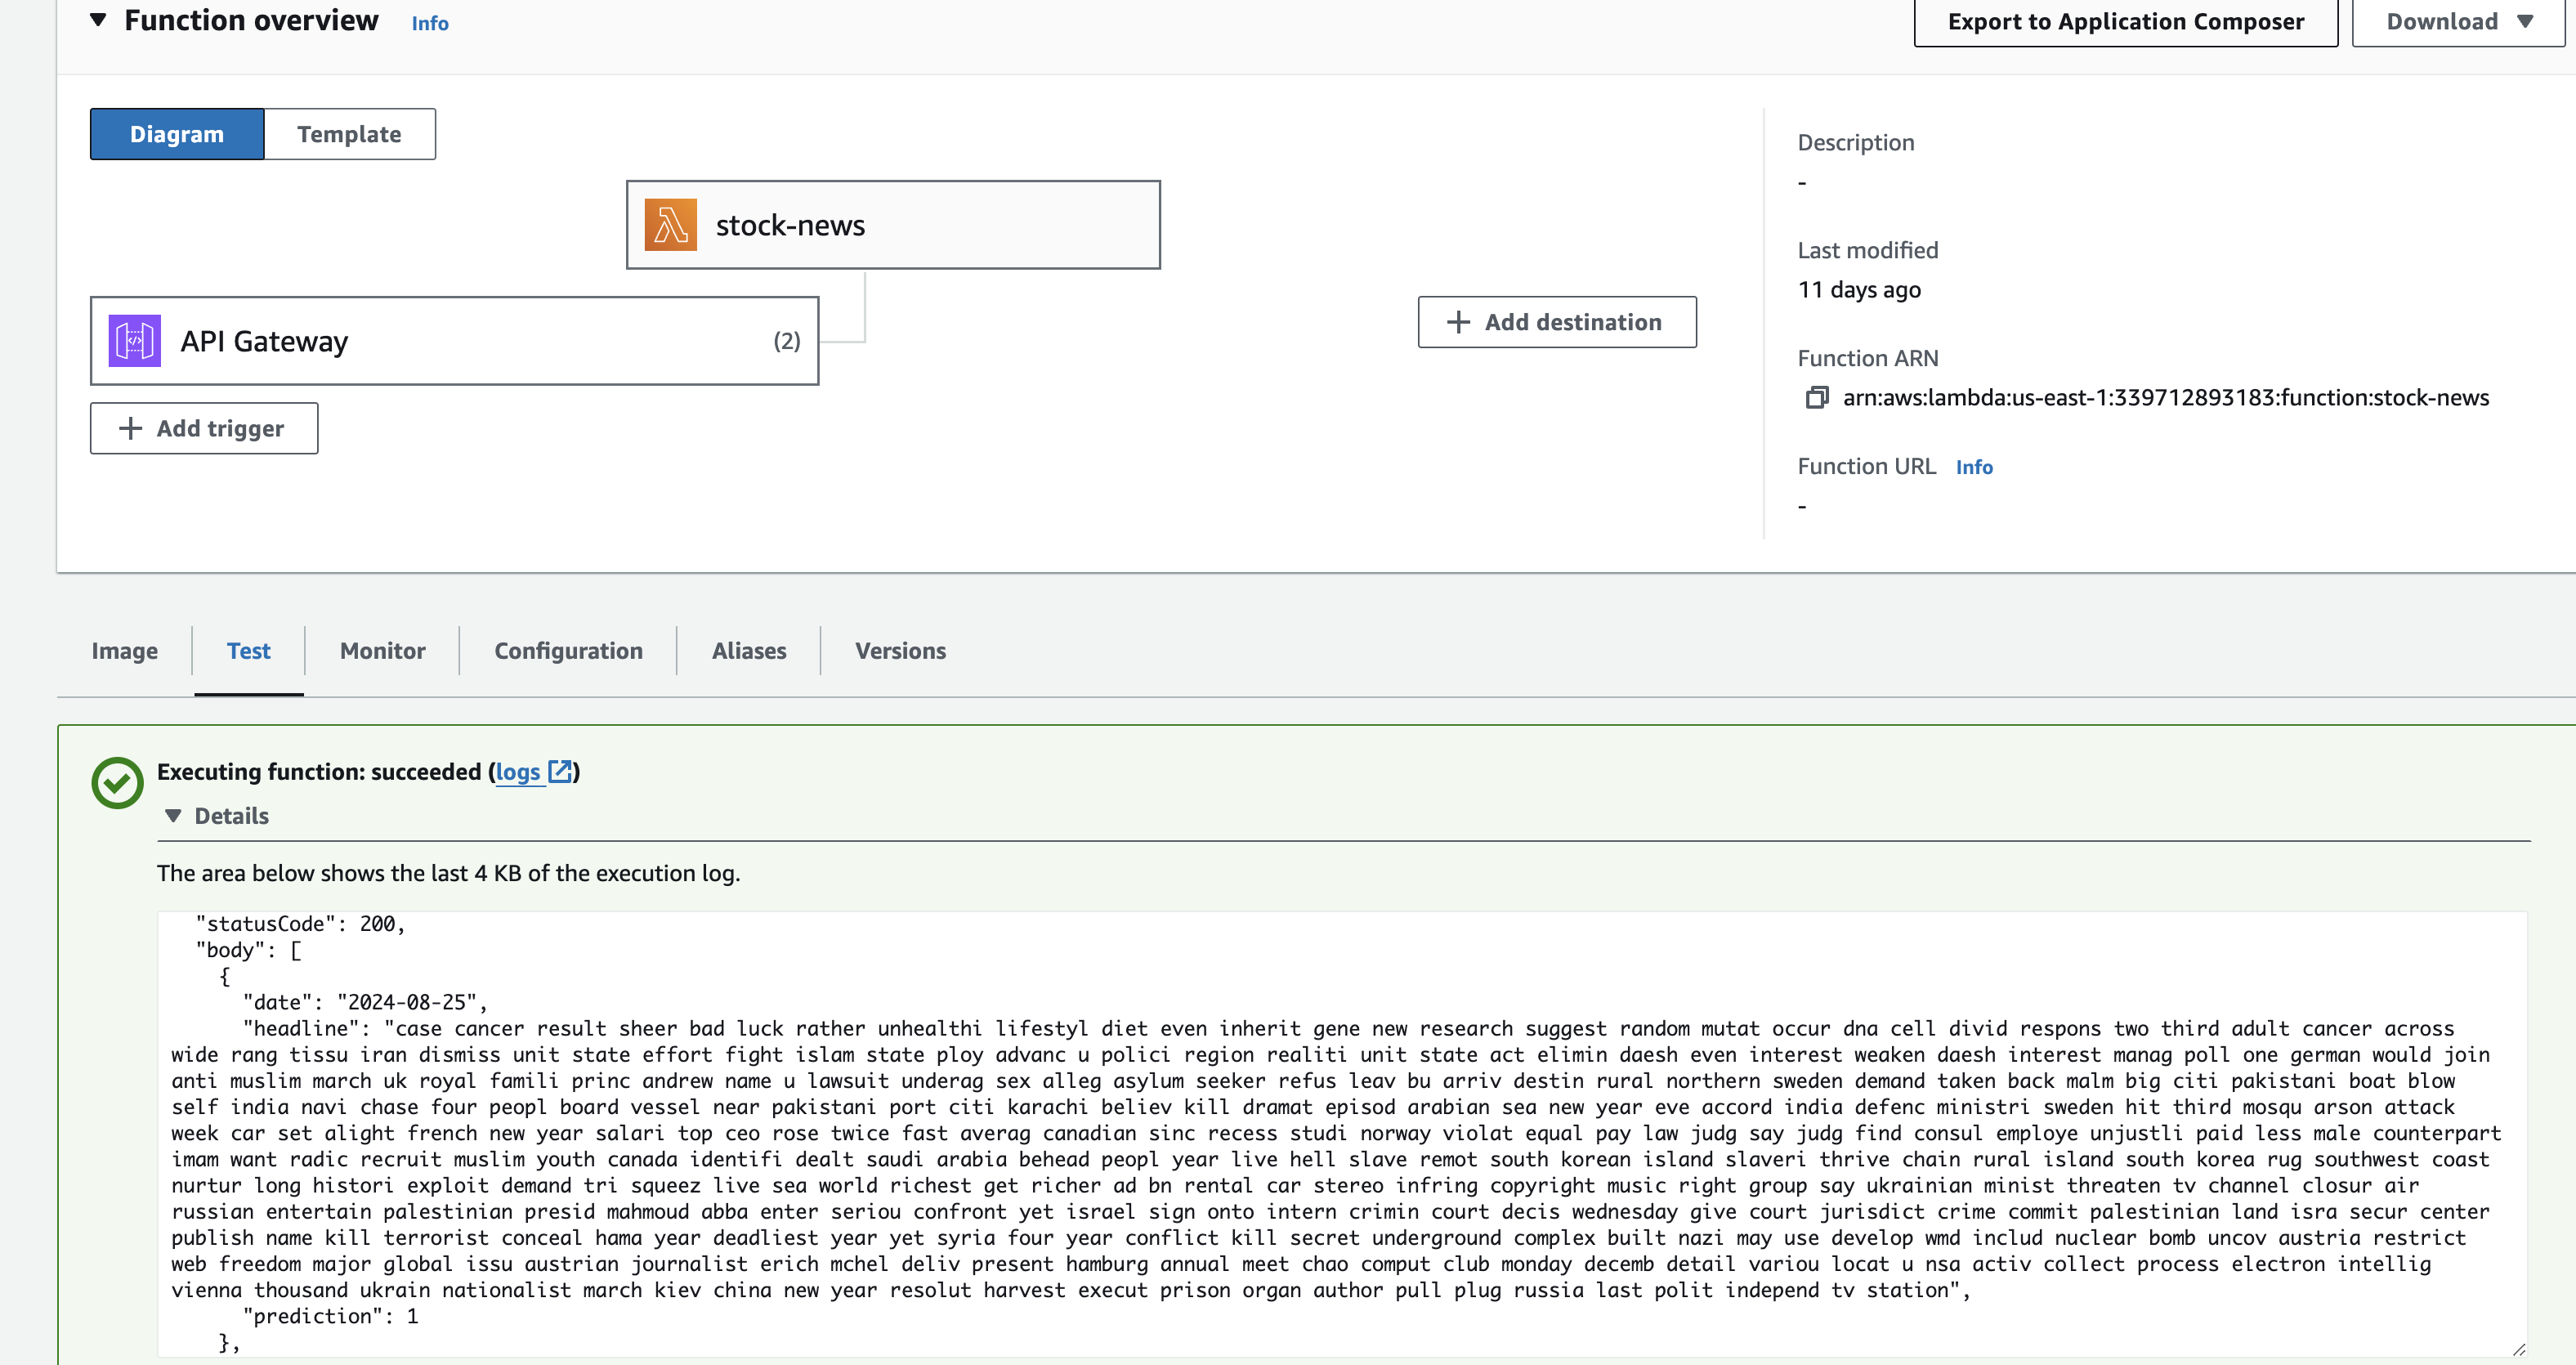 Function overview Info
Export to Application Composer
Download
Diagram
Template
stock-news
API Gateway (2)
+ Add trigger
+ Add destination
Description
-
Last modified
11 days ago
Function ARN
arn:aws:lambda:us-east-1:339712893183:function:stock-news
Function URL Info
-
Image Test Monitor Configuration Aliases Versions
Executing function: succeeded (logs)
Details
The area below shows the last 4 KB of the execution log.
"statusCode": 200,
"body": [
{
"date": "2024-08-25",
"headline": "case cancer result sheer bad luck rather unhealthi lifestyl diet even inherit gene new research suggest random mutat occur dna cell divid respons two third adult cancer across
wide rang tissu iran dismiss unit state effort fight islam state ploy advanc u polici region realiti unit state act elimin daesh even interest weaken daesh interest manag poll one german would join
anti muslim march uk royal famili princ andrew name u lawsuit underag sex alleg asylum seeker refus leav bu arriv destin rural northern sweden demand taken back malm big citi pakistani boat blow
self india navi chase four peopl board vessel near pakistani port citi karachi believ kill dramat episod arabian sea new year eve accord india defenc ministri sweden hit third mosqu arson attack
week car set alight french new year salari top ceo rose twice fast averag canadian sinc recess studi norway violat equal pay law judg say judg find consul employe unjustli paid less male counterpart
imam want radic recruit muslim youth canada identifi dealt saudi arabia behead peopl year live hell slave remot south korean island slaveri thrive chain rural island south korea rug southwest coast
nurtur long histori exploit demand tri squeez live sea world richest get richer ad bn rental car stereo infring copyright music right group say ukrainian minist threaten tv channel closur air
russian entertain palestinian presid mahmoud abba enter seriou confront yet israel sign onto intern crimin court decis wednesday give court jurisdict crime commit palestinian land isra secur center
publish name kill terrorist conceal hama year deadliest year yet syria four year conflict kill secret underground complex built nazi may use develop wmd includ nuclear bomb uncov austria restrict
web freedom major global issu austrian journalist erich mchel deliv present hamburg annual meet chao comput club monday decemb detail variou locat u nsa activ collect process electron intellig
vienna thousand ukrain nationalist march kiev china new year resolut harvest execut prison organ author pull plug russia last polit independ tv station",
"prediction": 1
},